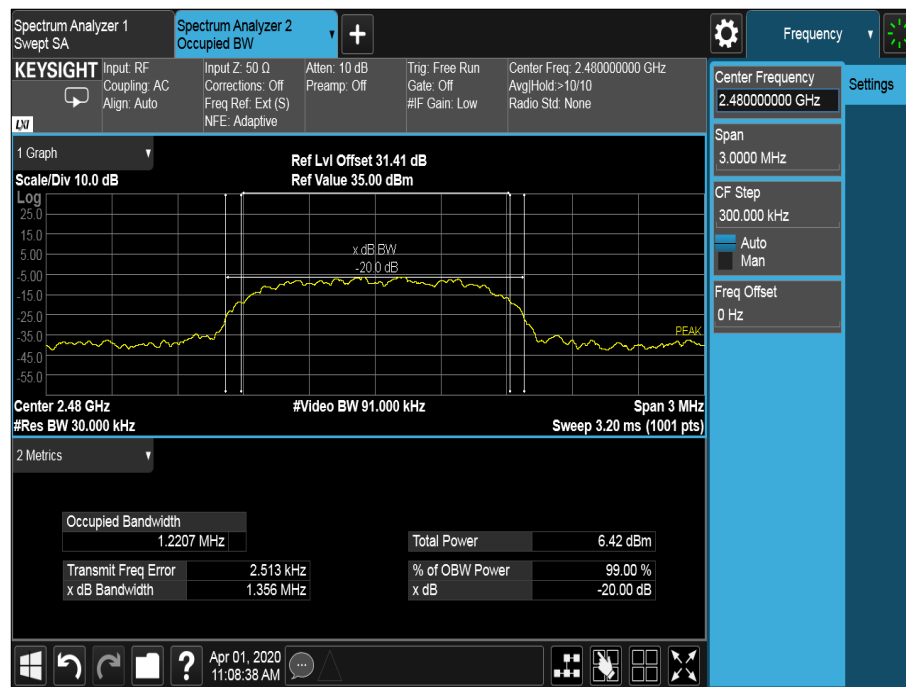 Spectrum Analyzer 1
Swept SA
Spectrum Analyzer 2
Occupied BW
Frequency
KEYSIGHT
LXI
Input: RF
Coupling: AC
Align: Auto
Input Z: 50 Ω
Corrections: Off
Freq Ref: Ext (S)
NFE: Adaptive
Atten: 10 dB
Preamp: Off
Trig: Free Run
Gate: Off
#IF Gain: Low
Center Freq: 2.480000000 GHz
Avg|Hold:>10/10
Radio Std: None
Center Frequency
2.480000000 GHz
Settings
Span
3.0000 MHz
CF Step
300.000 kHz
Auto
Man
Freq Offset
0 Hz
1 Graph
Scale/Div 10.0 dB
Ref Lvl Offset 31.41 dB
Ref Value 35.00 dBm
Log
25.0
15.0
5.00
-5.00
-15.0
-25.0
-35.0
-45.0
-55.0
x dB BW
-20.0 dB
PEAK
Center 2.48 GHz
#Video BW 91.000 kHz
Span 3 MHz
#Res BW 30.000 kHz
Sweep 3.20 ms (1001 pts)
2 Metrics
Occupied Bandwidth
1.2207 MHz
Total Power 6.42 dBm
Transmit Freq Error 2.513 kHz
% of OBW Power 99.00 %
x dB Bandwidth 1.356 MHz
x dB -20.00 dB
?
Apr 01, 2020
11:08:38 AM